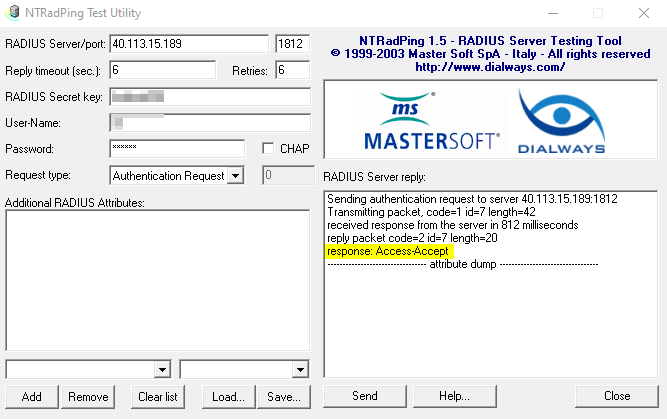 NTRadPing Test Utility
RADIUS Server/port: 40.113.15.189 1812
Reply timeout (sec.): 6 Retries: 6
RADIUS Secret key:
User-Name:
Password: ****** CHAP
Request type: Authentication Request 0
Additional RADIUS Attributes:
Add Remove Clear list Load... Save...
NTRadPing 1.5 - RADIUS Server Testing Tool
© 1999-2003 Master Soft SpA - Italy - All rights reserved
http://www.dialways.com/
ms
MASTERSOFT® DIALWAYS
RADIUS Server reply:
Sending authentication request to server 40.113.15.189:1812
Transmitting packet, code=1 id=7 length=42
received response from the server in 812 milliseconds
reply packet code=2 id=7 length=20
response: Access-Accept
--------------------------------- attribute dump ---------------------------------
Send Help... Close